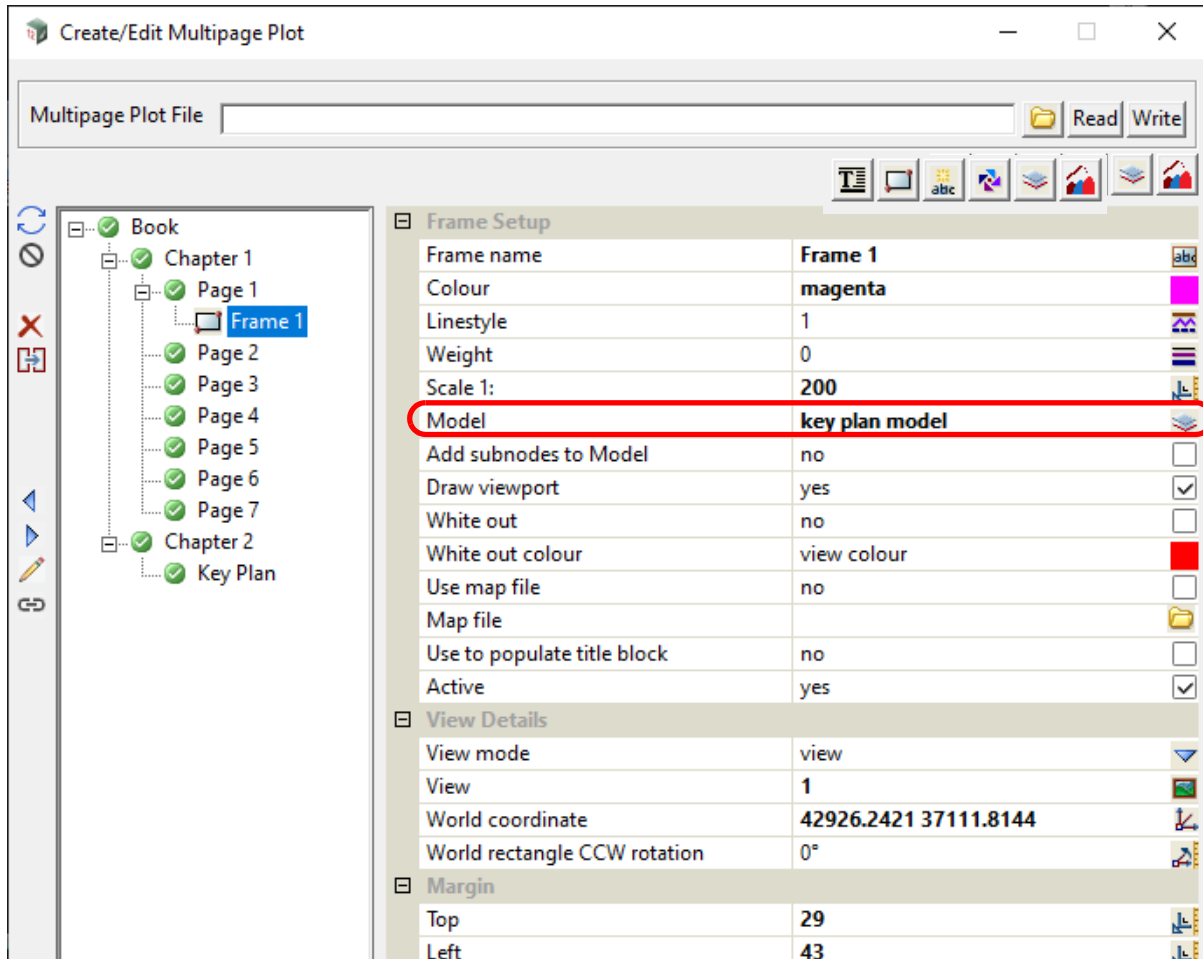 Create/Edit Multipage Plot
Multipage Plot File Read Write
T abc
Book
Chapter 1
Page 1
Frame 1
Page 2
Page 3
Page 4
Page 5
Page 6
Page 7
Chapter 2
Key Plan
Frame Setup
Frame name Frame 1 abc
Colour magenta
Linestyle 1
Weight 0
Scale 1: 200
Model key plan model
Add subnodes to Model no
Draw viewport yes
White out no
White out colour view colour
Use map file no
Map file
Use to populate title block no
Active yes
View Details
View mode view
View 1
World coordinate 42926.2421 37111.8144
World rectangle CCW rotation 0°
Margin
Top 29
Left 43